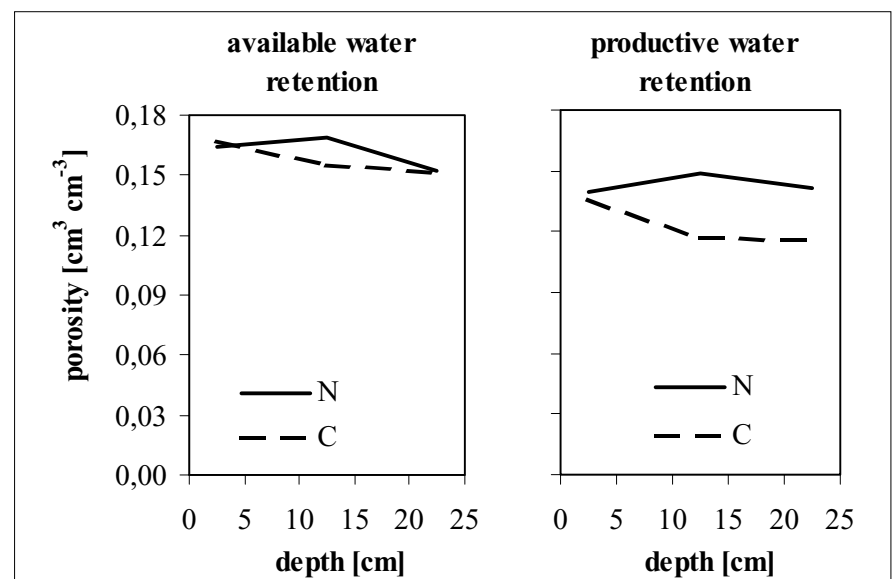 available water
retention
productive water
retention
porosity [cm³ cm⁻³]
0,18
0,15
0,12
0,09
0,06
0,03
0,00
N
C
0 5 10 15 20 25
depth [cm]
N
C
0 5 10 15 20 25
depth [cm]